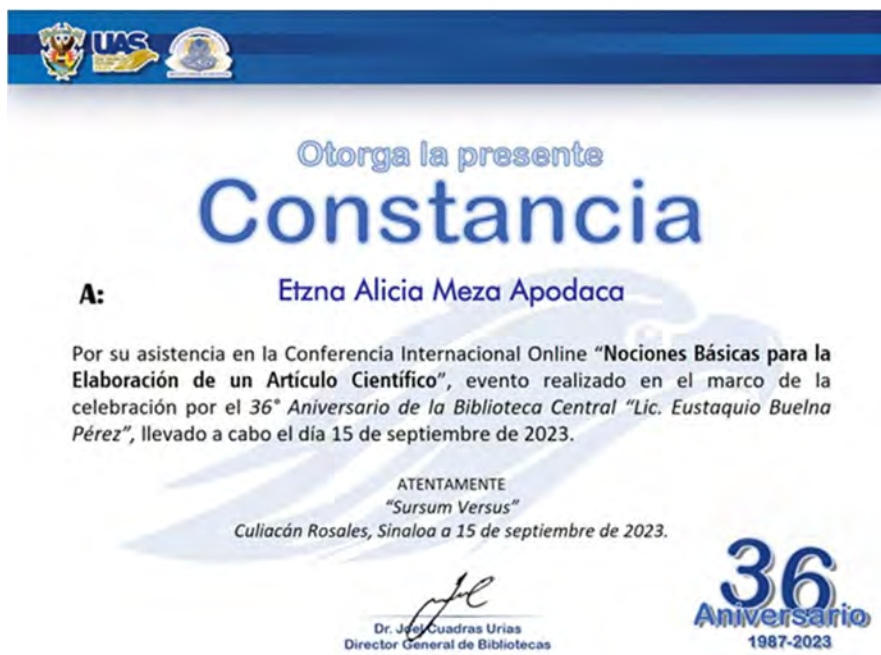 UAS
Otorga la presente
Constancia
A: Etzna Alicia Meza Apodaca
Por su asistencia en la Conferencia Internacional Online “Nociones Básicas para la
Elaboración de un Artículo Científico”, evento realizado en el marco de la
celebración por el 36° Aniversario de la Biblioteca Central “Lic. Eustaquio Buelna
Pérez”, llevado a cabo el día 15 de septiembre de 2023.
ATENTAMENTE
“Sursum Versus”
Culiacán Rosales, Sinaloa a 15 de septiembre de 2023.
Dr. Joel Cuadras Urias
Director General de Bibliotecas
36
Aniversario
1987-2023